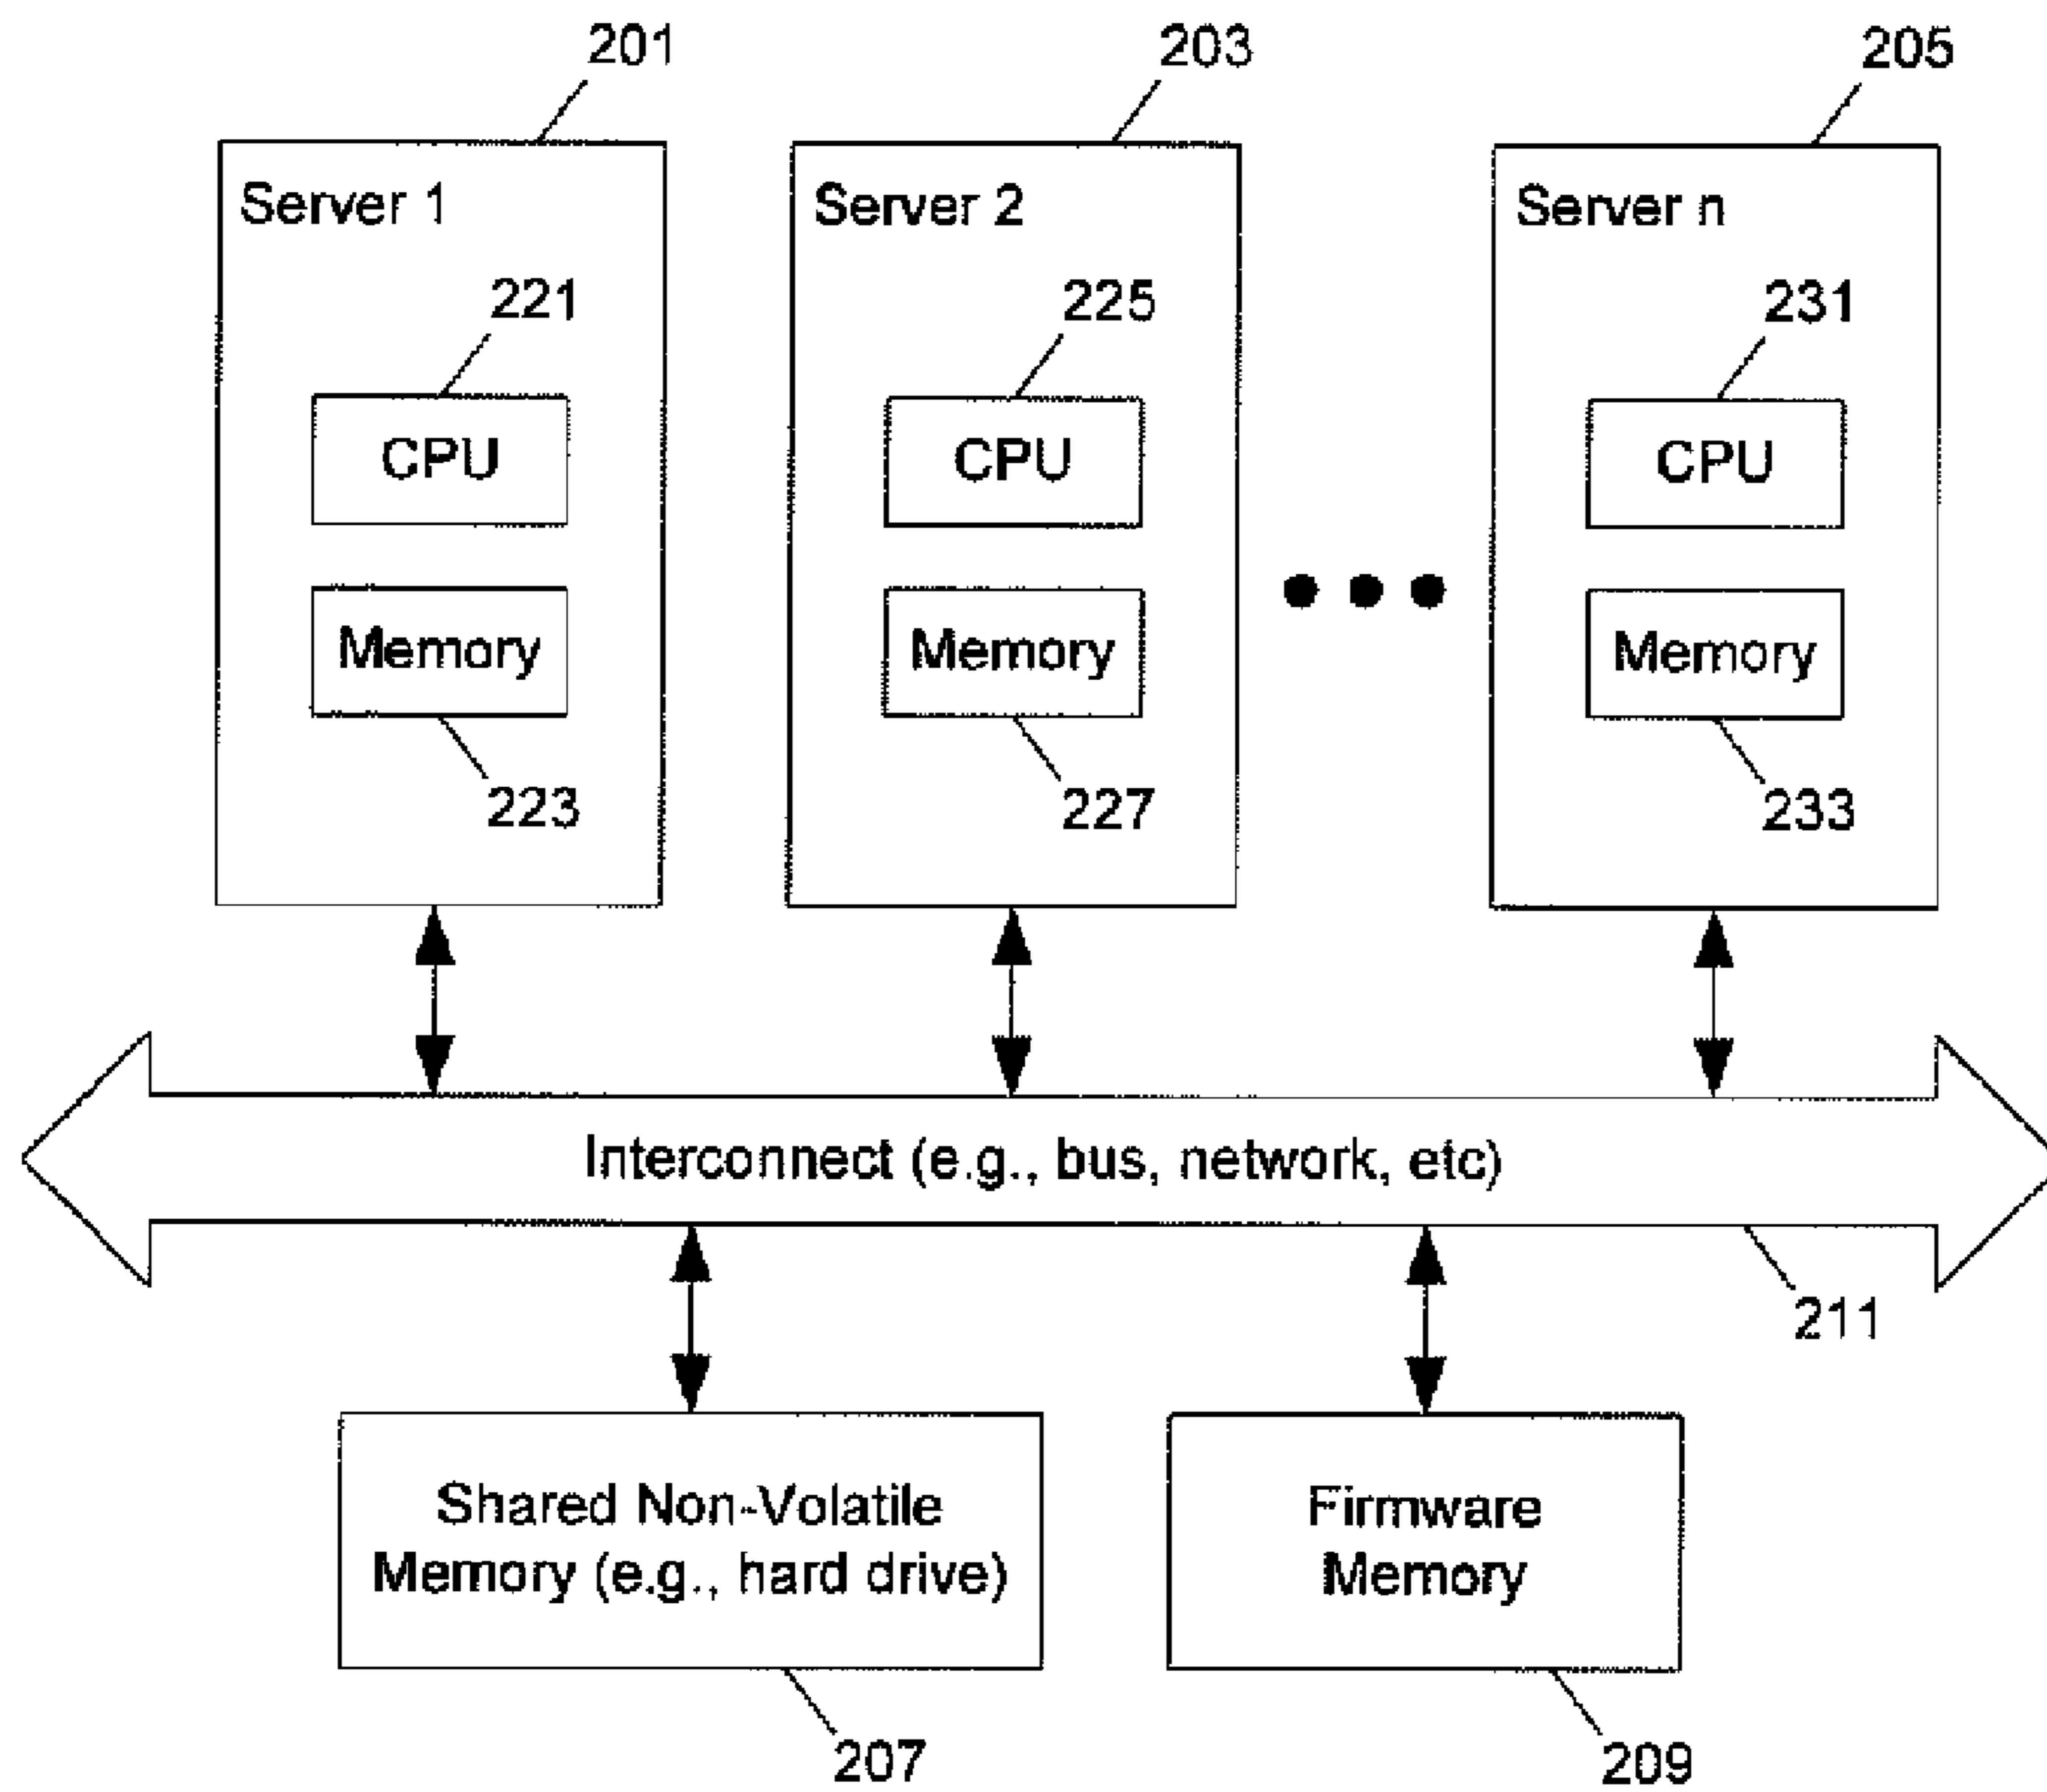 201
203
205
Server 1
Server 2
Server n
221
225
231
CPU
CPU
CPU
Memory
Memory
Memory
223
227
233
Interconnect (e.g., bus, network, etc)
211
Shared Non-Volatile
Memory (e.g., hard drive)
Firmware
Memory
207
209